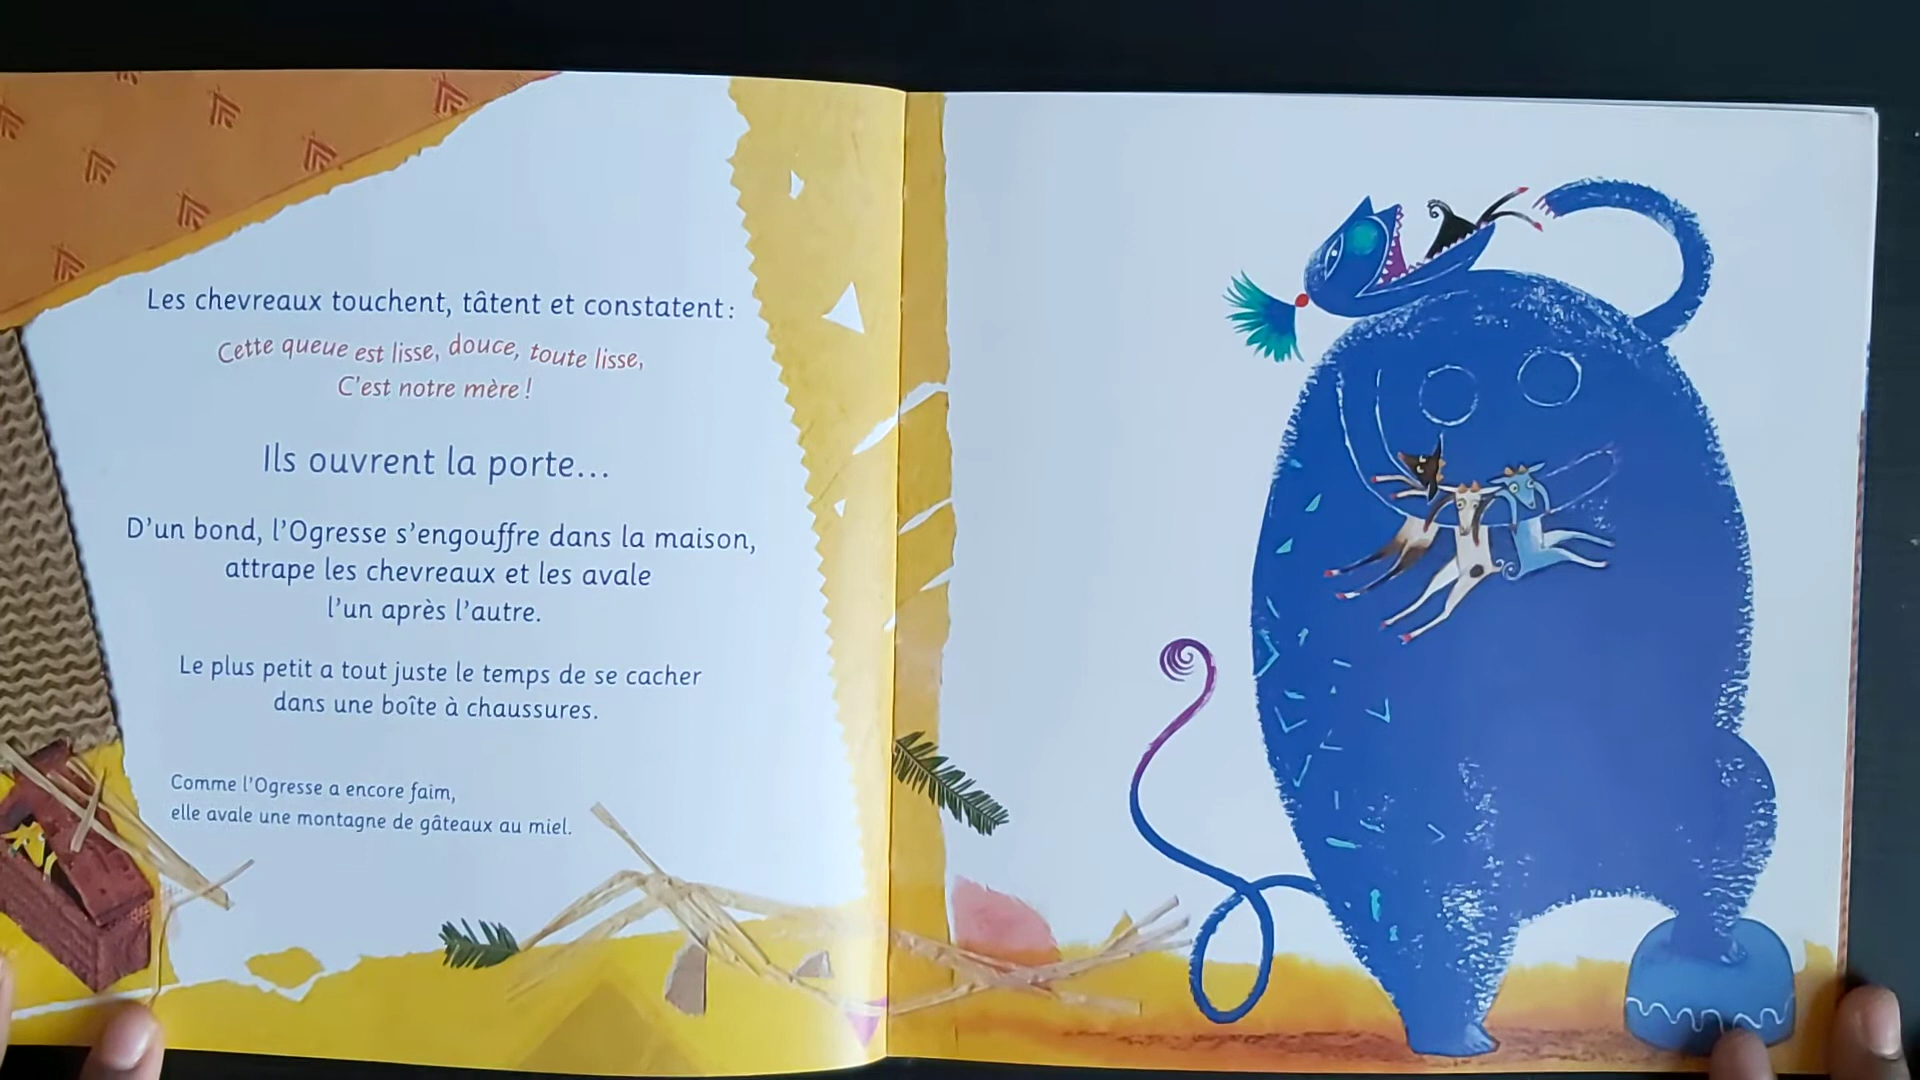 Les chevreaux touchent, tâtent et constatent :
Cette queue est lisse, douce, toute lisse,
C'est notre mère !
Ils ouvrent la porte...
D'un bond, l'Ogresse s'engouffre dans la maison,
attrape les chevreaux et les avale
l'un après l'autre.
Le plus petit a tout juste le temps de se cacher
dans une boîte à chaussures.
Comme l'Ogresse a encore faim,
elle avale une montagne de gâteaux au miel.